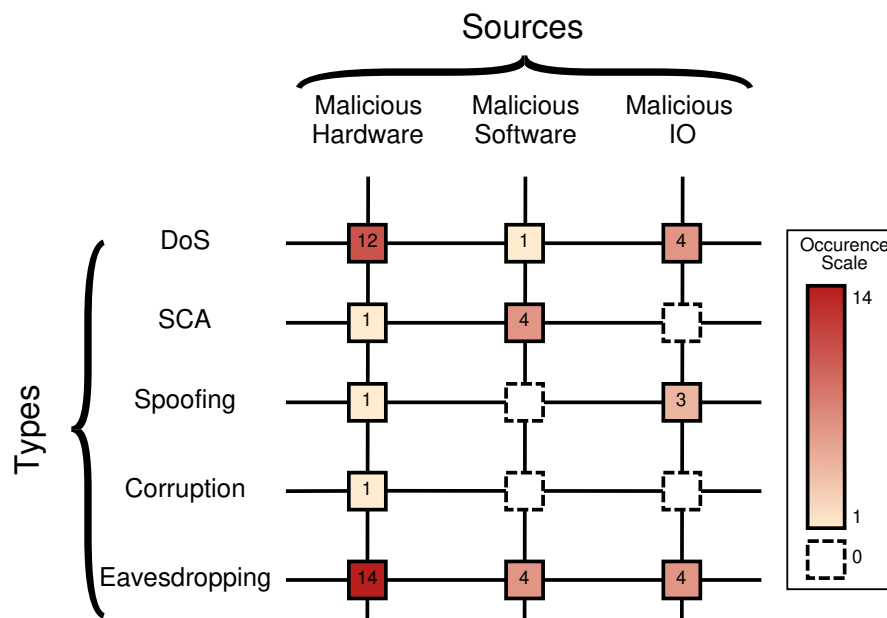 Sources
Malicious Malicious Malicious
Hardware Software IO
DoS 12 1 4
SCA 1 4
Spoofing 1 3
Corruption 1
Eavesdropping 14 4 4
Types
Occurence
Scale
14
1
0